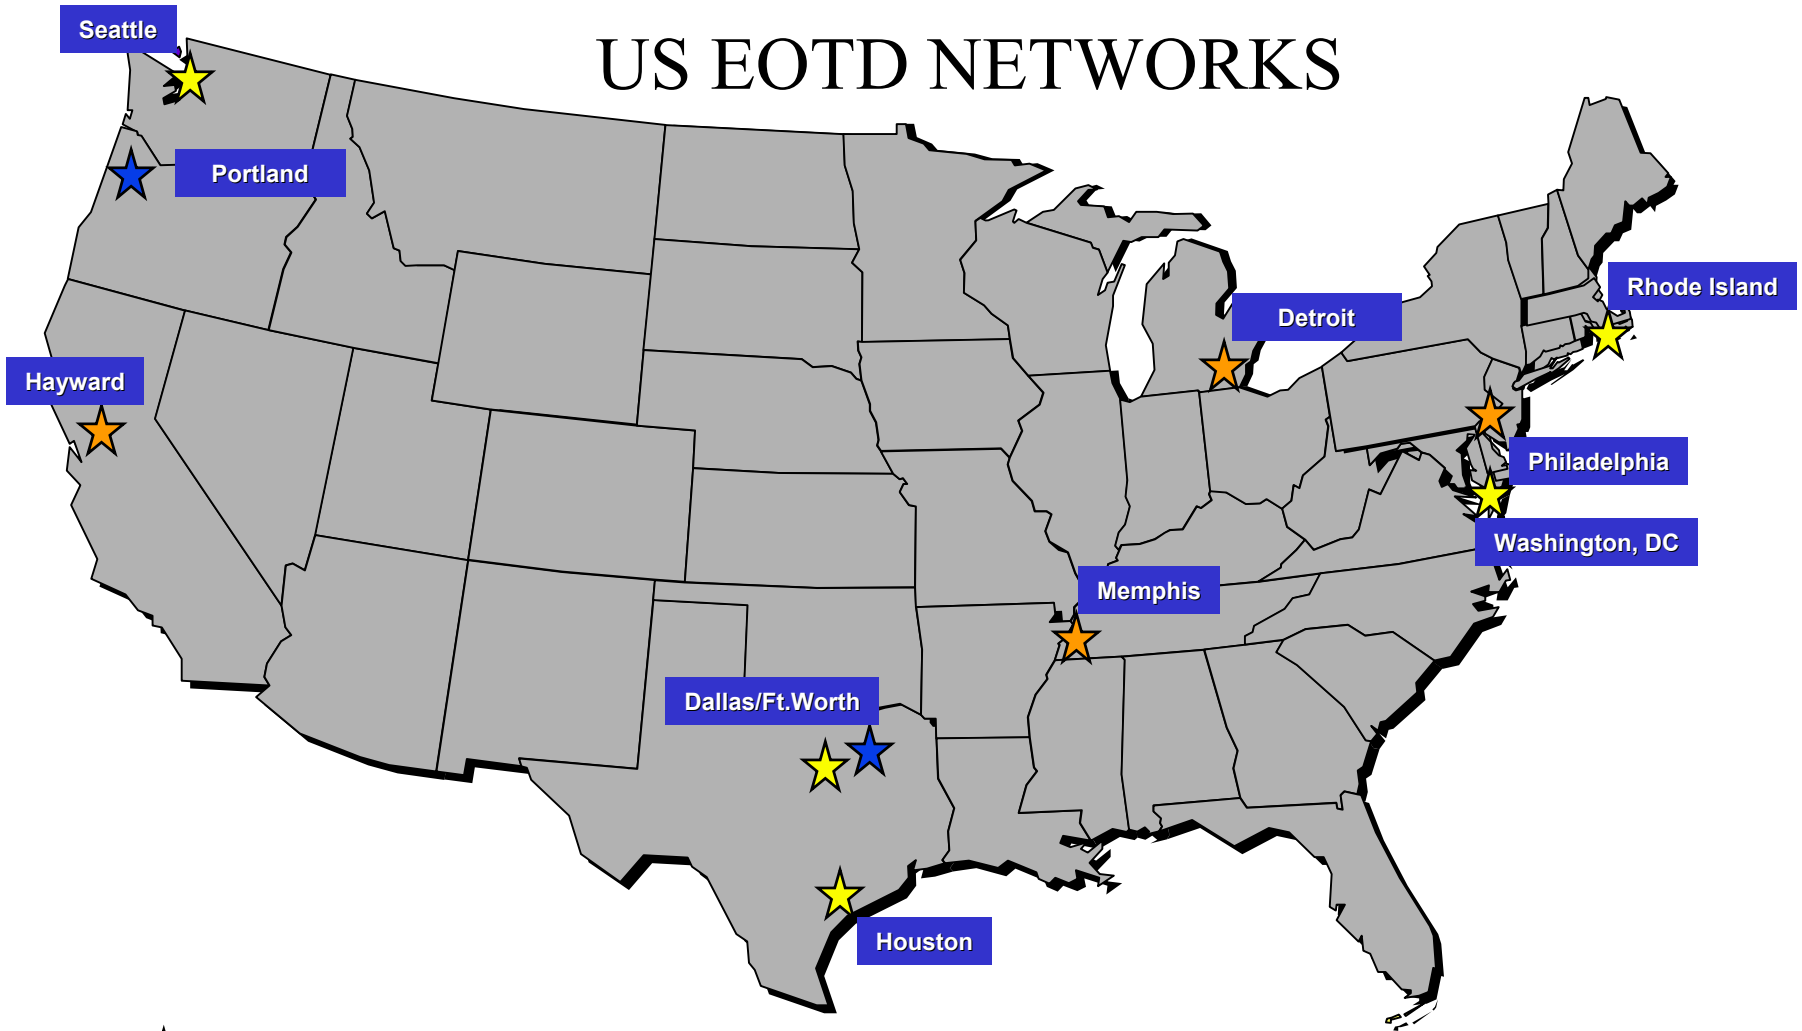 Seattle
US EOTD NETWORKS
Portland
Rhode Island
Detroit
Hayward
Philadelphia
Washington, DC
Memphis
Dallas/Ft.Worth
Houston